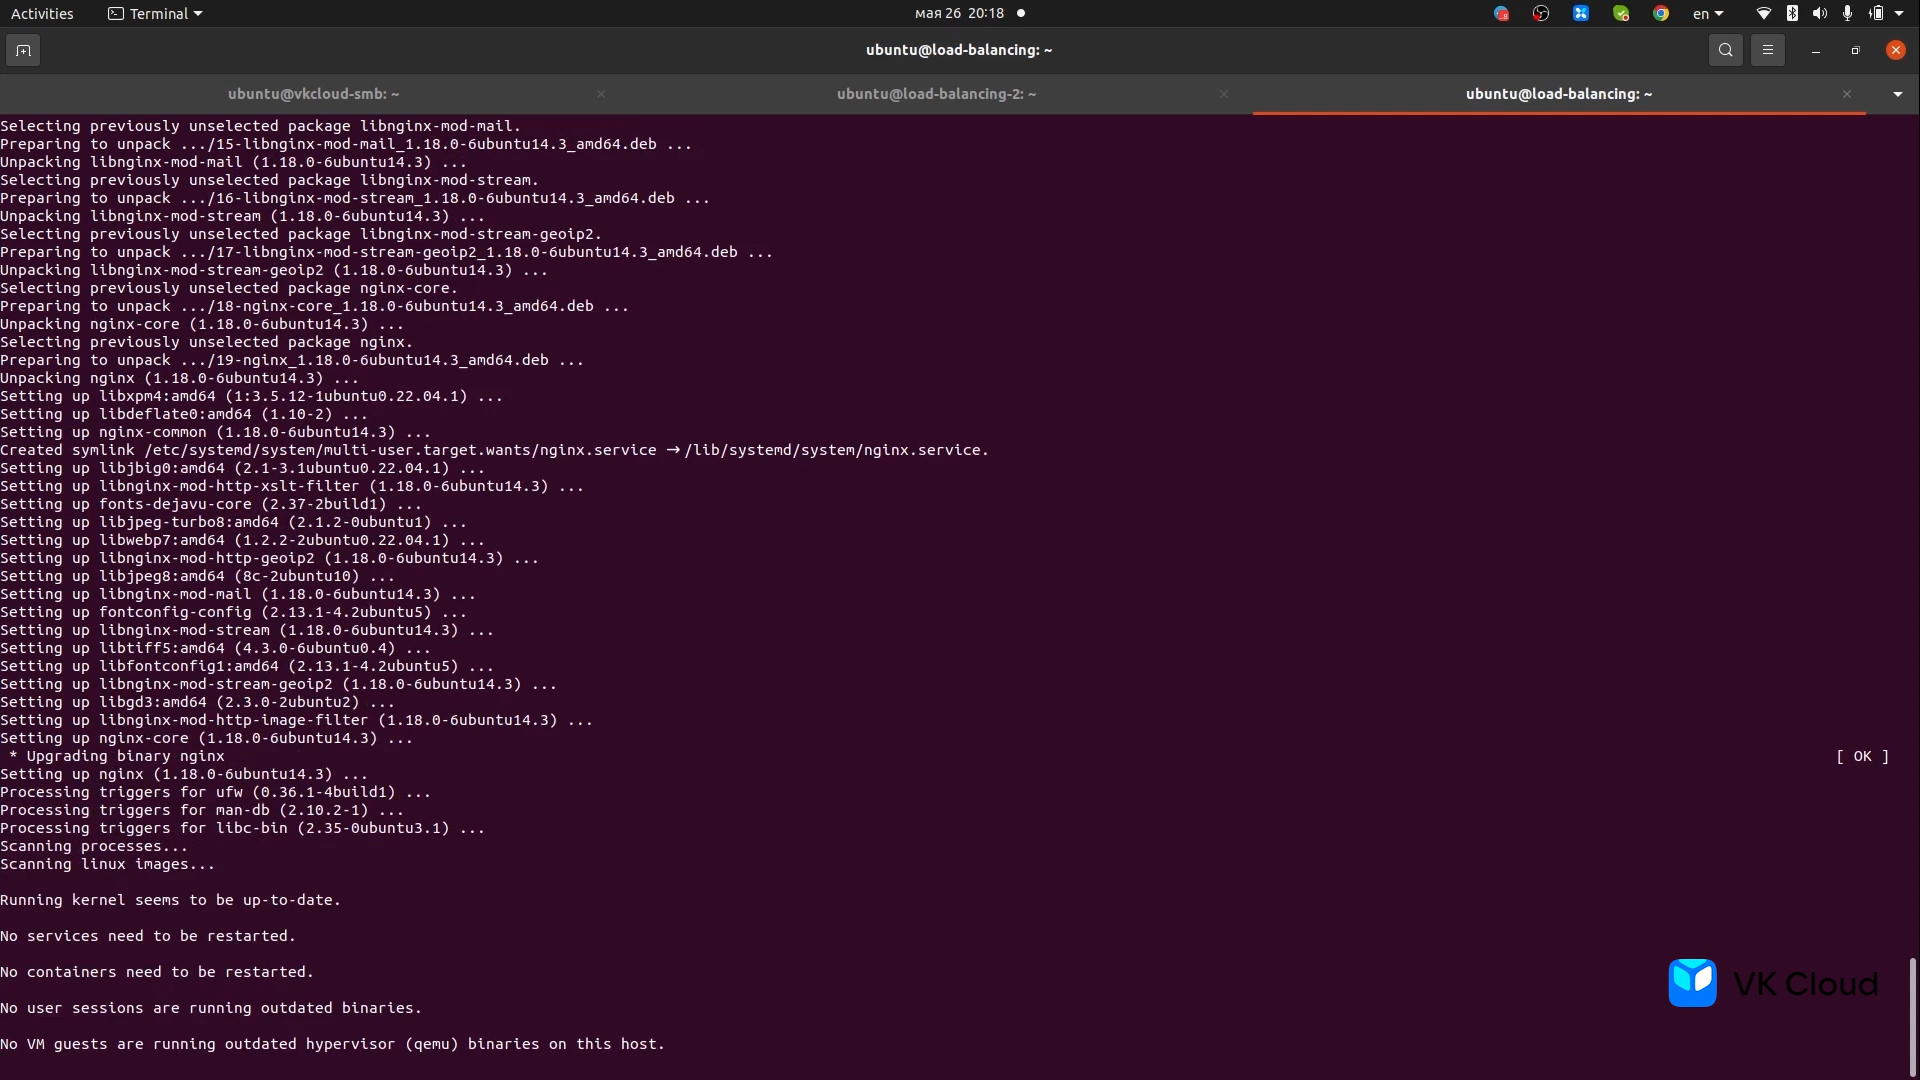 Activities
Terminal
мая 26 20:18
en
ubuntu@load-balancing: ~
ubuntu@vkcloud-smb: ~
ubuntu@load-balancing-2: ~
ubuntu@load-balancing: ~
Selecting previously unselected package libnginx-mod-mail.
Preparing to unpack .../15-libnginx-mod-mail_1.18.0-6ubuntu14.3_amd64.deb ...
Unpacking libnginx-mod-mail (1.18.0-6ubuntu14.3) ...
Selecting previously unselected package libnginx-mod-stream.
Preparing to unpack .../16-libnginx-mod-stream_1.18.0-6ubuntu14.3_amd64.deb ...
Unpacking libnginx-mod-stream (1.18.0-6ubuntu14.3) ...
Selecting previously unselected package libnginx-mod-stream-geoip2.
Preparing to unpack .../17-libnginx-mod-stream-geoip2_1.18.0-6ubuntu14.3_amd64.deb ...
Unpacking libnginx-mod-stream-geoip2 (1.18.0-6ubuntu14.3) ...
Selecting previously unselected package nginx-core.
Preparing to unpack .../18-nginx-core_1.18.0-6ubuntu14.3_amd64.deb ...
Unpacking nginx-core (1.18.0-6ubuntu14.3) ...
Selecting previously unselected package nginx.
Preparing to unpack .../19-nginx_1.18.0-6ubuntu14.3_amd64.deb ...
Unpacking nginx (1.18.0-6ubuntu14.3) ...
Setting up libxpm4:amd64 (1:3.5.12-1ubuntu0.22.04.1) ...
Setting up libdeflate0:amd64 (1.10-2) ...
Setting up nginx-common (1.18.0-6ubuntu14.3) ...
Created symlink /etc/systemd/system/multi-user.target.wants/nginx.service → /lib/systemd/system/nginx.service.
Setting up libjbig0:amd64 (2.1-3.1ubuntu0.22.04.1) ...
Setting up libnginx-mod-http-xslt-filter (1.18.0-6ubuntu14.3) ...
Setting up fonts-dejavu-core (2.37-2build1) ...
Setting up libjpeg-turbo8:amd64 (2.1.2-0ubuntu1) ...
Setting up libwebp7:amd64 (1.2.2-2ubuntu0.22.04.1) ...
Setting up libnginx-mod-http-geoip2 (1.18.0-6ubuntu14.3) ...
Setting up libjpeg8:amd64 (8c-2ubuntu10) ...
Setting up libnginx-mod-mail (1.18.0-6ubuntu14.3) ...
Setting up fontconfig-config (2.13.1-4.2ubuntu5) ...
Setting up libnginx-mod-stream (1.18.0-6ubuntu14.3) ...
Setting up libtiff5:amd64 (4.3.0-6ubuntu0.4) ...
Setting up libfontconfig1:amd64 (2.13.1-4.2ubuntu5) ...
Setting up libnginx-mod-stream-geoip2 (1.18.0-6ubuntu14.3) ...
Setting up libgd3:amd64 (2.3.0-2ubuntu2) ...
Setting up libnginx-mod-http-image-filter (1.18.0-6ubuntu14.3) ...
Setting up nginx-core (1.18.0-6ubuntu14.3) ...
* Upgrading binary nginx [ OK ]
Setting up nginx (1.18.0-6ubuntu14.3) ...
Processing triggers for ufw (0.36.1-4build1) ...
Processing triggers for man-db (2.10.2-1) ...
Processing triggers for libc-bin (2.35-0ubuntu3.1) ...
Scanning processes...
Scanning linux images...
Running kernel seems to be up-to-date.
No services need to be restarted.
No containers need to be restarted.
No user sessions are running outdated binaries.
No VM guests are running outdated hypervisor (qemu) binaries on this host.
VK Cloud